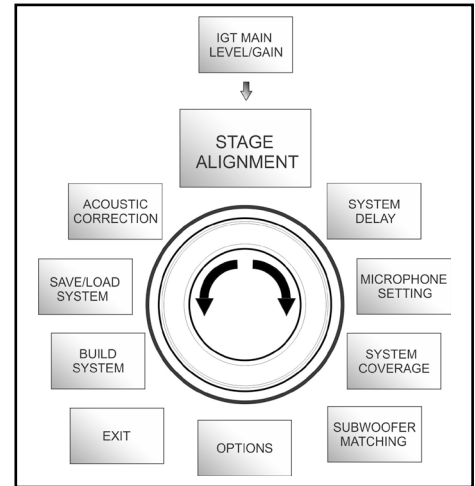 IGT MAIN
LEVEL/GAIN
STAGE
ALIGNMENT
ACOUSTIC
CORRECTION
SYSTEM
DELAY
SAVE/LOAD
SYSTEM
MICROPHONE
SETTING
BUILD
SYSTEM
SYSTEM
COVERAGE
EXIT
OPTIONS
SUBWOOFER
MATCHING